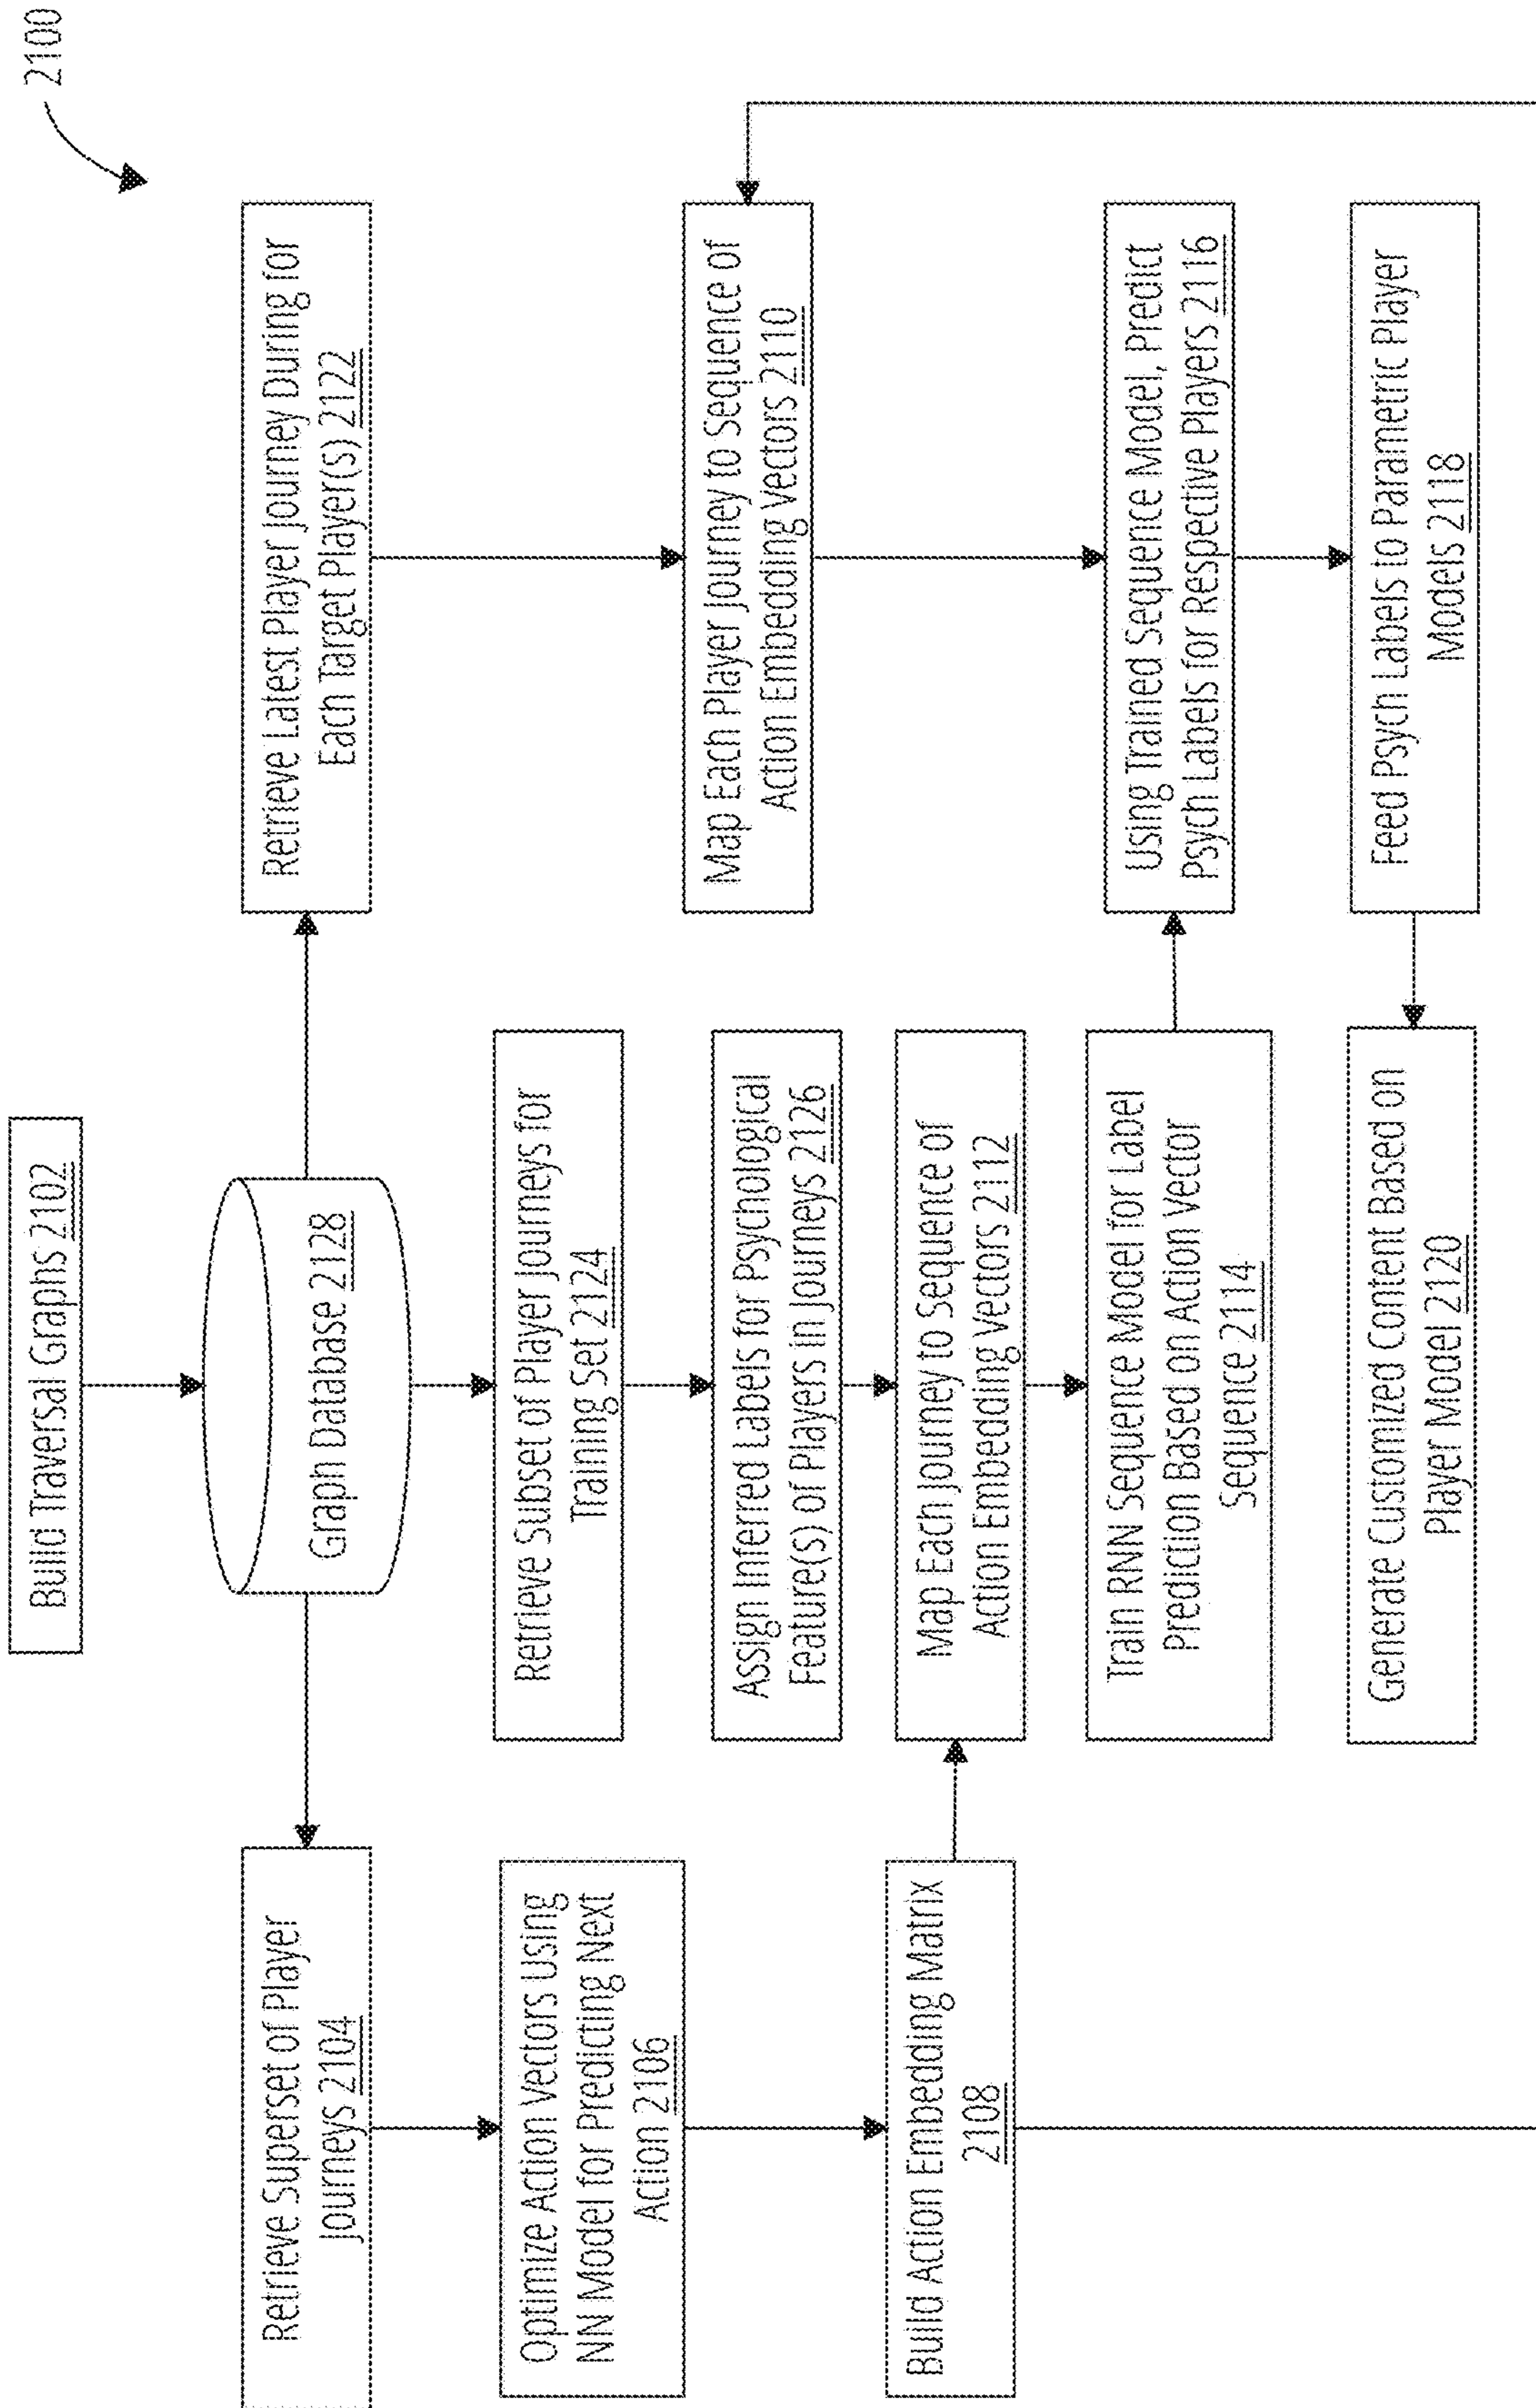 2100
Build Traversal Graphs 2102
Graph Database 2128
Retrieve Superset of Player
Journeys 2104
Optimize Action Vectors Using
NN Model for Predicting Next
Action 2106
Build Action Embedding Matrix
2108
Retrieve Subset of Player Journeys for
Training Set 2124
Assign Inferred Labels for Psychological
Feature(s) of Players in Journeys 2126
Map Each Journey to Sequence of
Action Embedding Vectors 2112
Train RNN Sequence Model for Label
Prediction Based on Action Vector
Sequence 2114
Retrieve Latest Player Journey During for
Each Target Player(s) 2122
Map Each Player Journey to Sequence of
Action Embedding Vectors 2110
Using Trained Sequence Model, Predict
Psych Labels for Respective Players 2116
Feed Psych Labels to Parametric Player
Models 2118
Generate Customized Content Based on
Player Model 2120